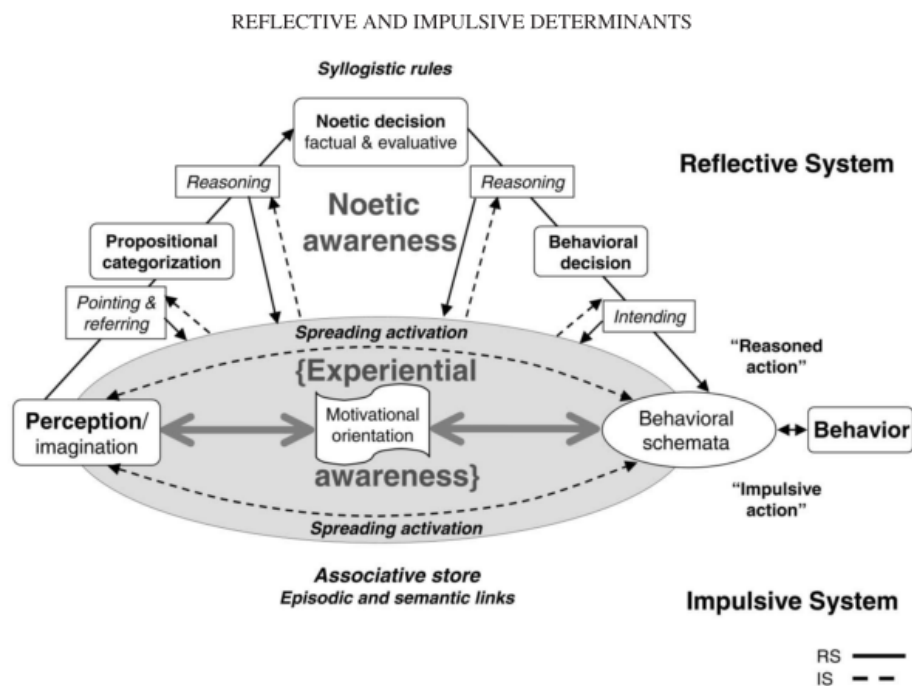 REFLECTIVE AND IMPULSIVE DETERMINANTS
Syllogistic rules
Noetic decision
factual & evaluative
Reflective System
Reasoning
Reasoning
Noetic
awareness
Propositional
categorization
Behavioral
decision
Pointing &
referring
Intending
Spreading activation
"Reasoned
action"
{Experiential
Perception/
imagination
Motivational
orientation
Behavioral
schemata
Behavior
awareness}
"Impulsive
action"
Spreading activation
Associative store
Episodic and semantic links
Impulsive System
RS
IS